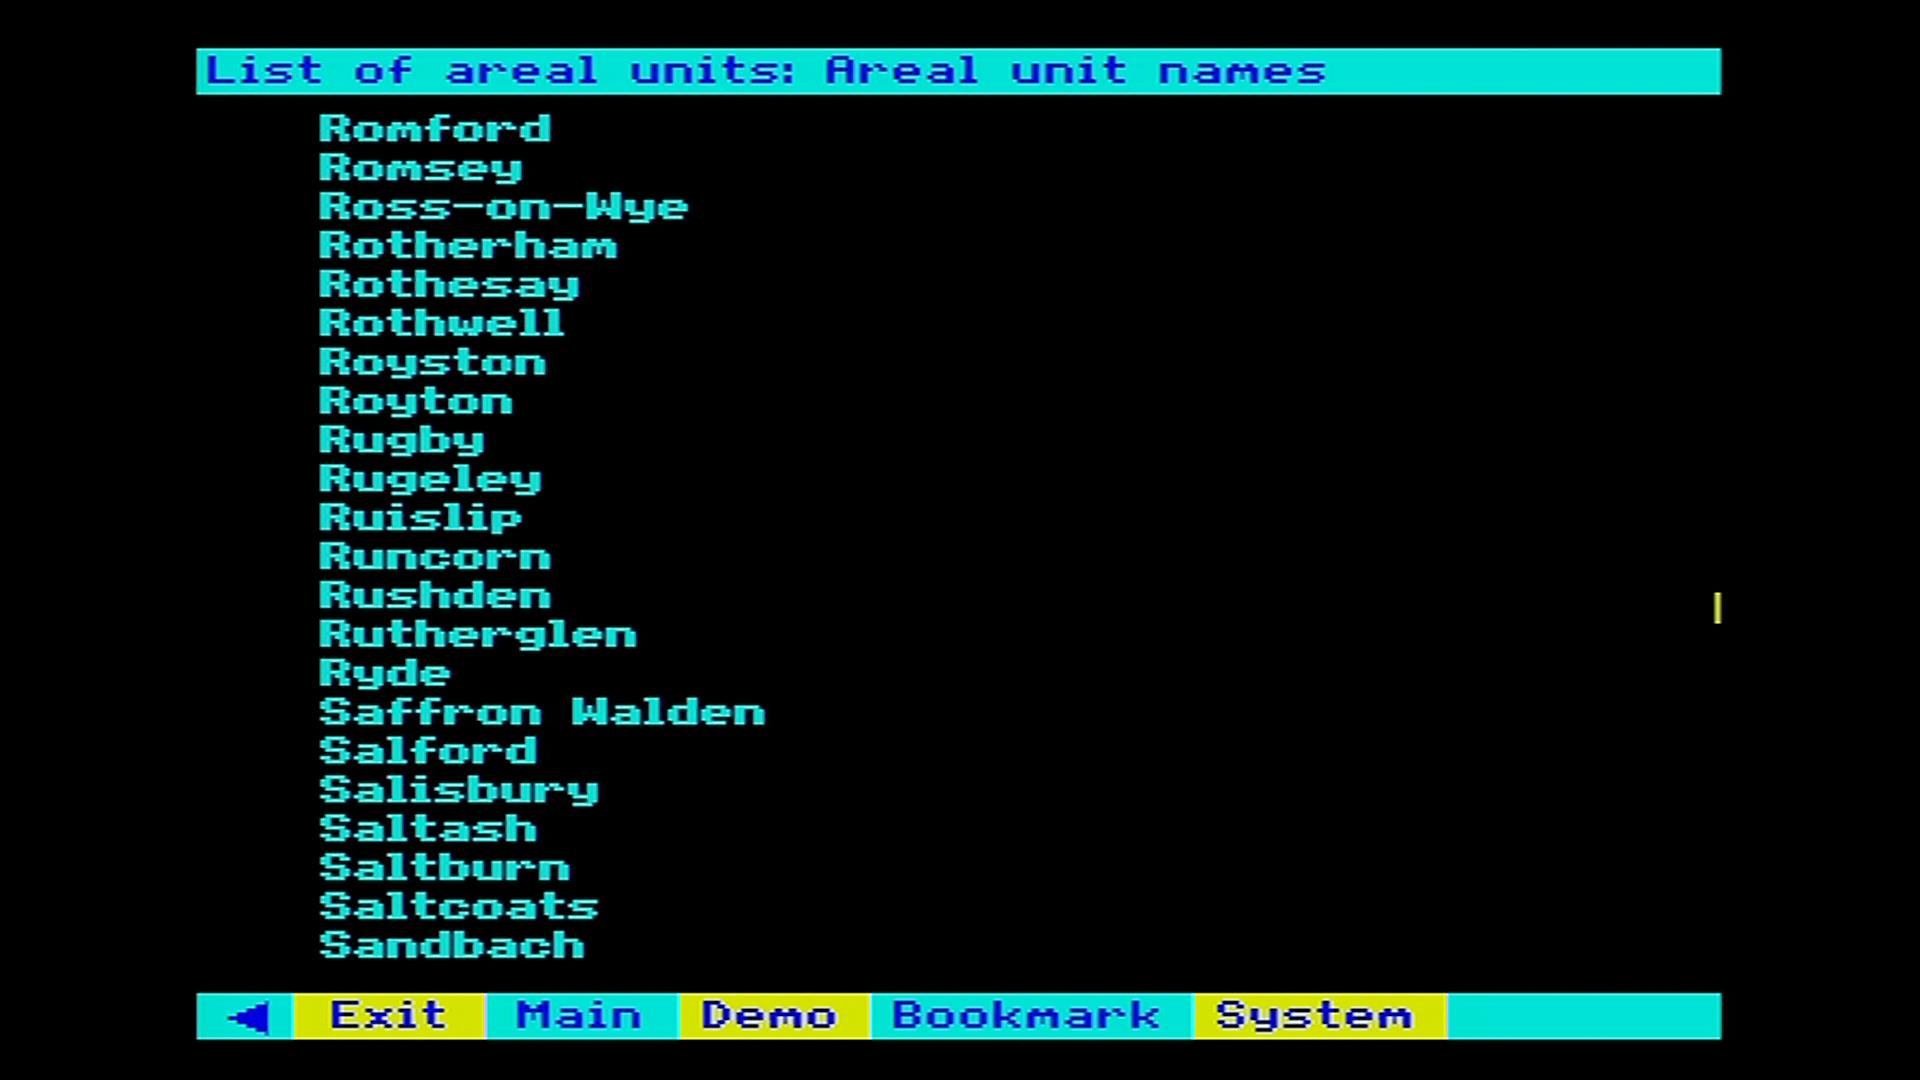 List of areal units: Areal unit names
Romford
Romsey
Ross-on-Wye
Rotherham
Rothesay
Rothwell
Royston
Royton
Rugby
Rugeley
Ruislip
Runcorn
Rushden
Rutherglen
Ryde
Saffron Walden
Salford
Salisbury
Saltash
Saltburn
Saltcoats
Sandbach
Exit Main Demo Bookmark System